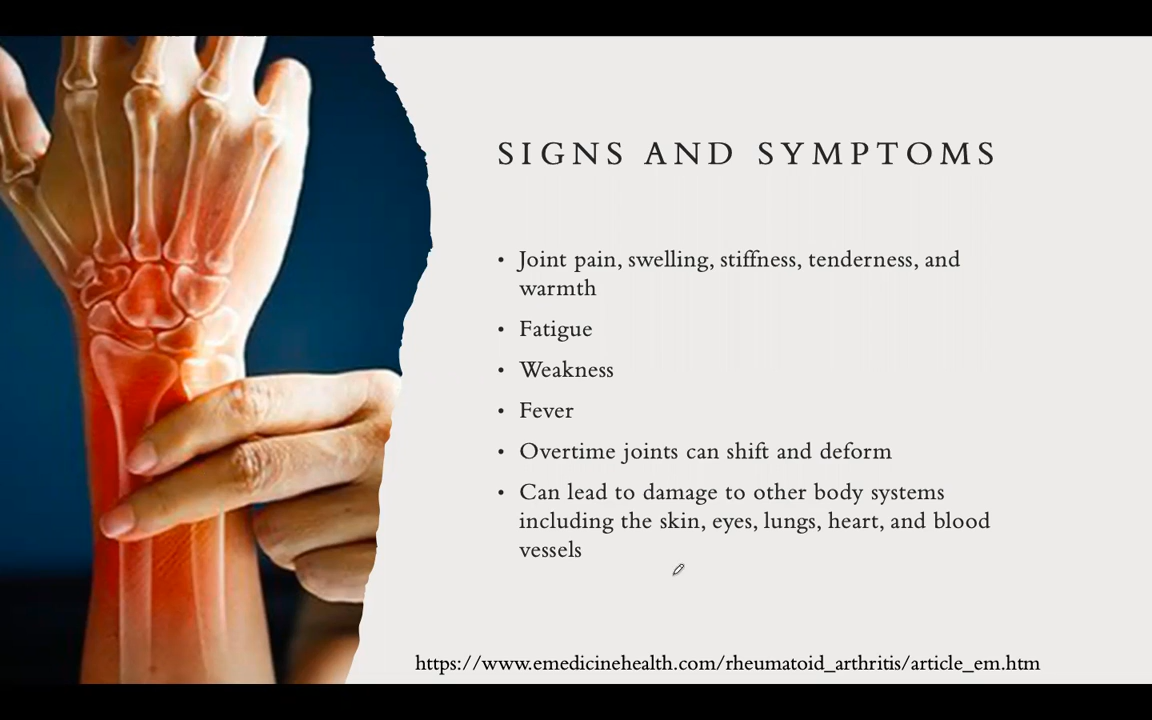 SIGNS AND SYMPTOMS
• Joint pain, swelling, stiffness, tenderness, and
warmth
• Fatigue
• Weakness
• Fever
• Overtime joints can shift and deform
• Can lead to damage to other body systems
including the skin, eyes, lungs, heart, and blood
vessels
https://www.emedicinehealth.com/rheumatoid_arthritis/article_em.htm